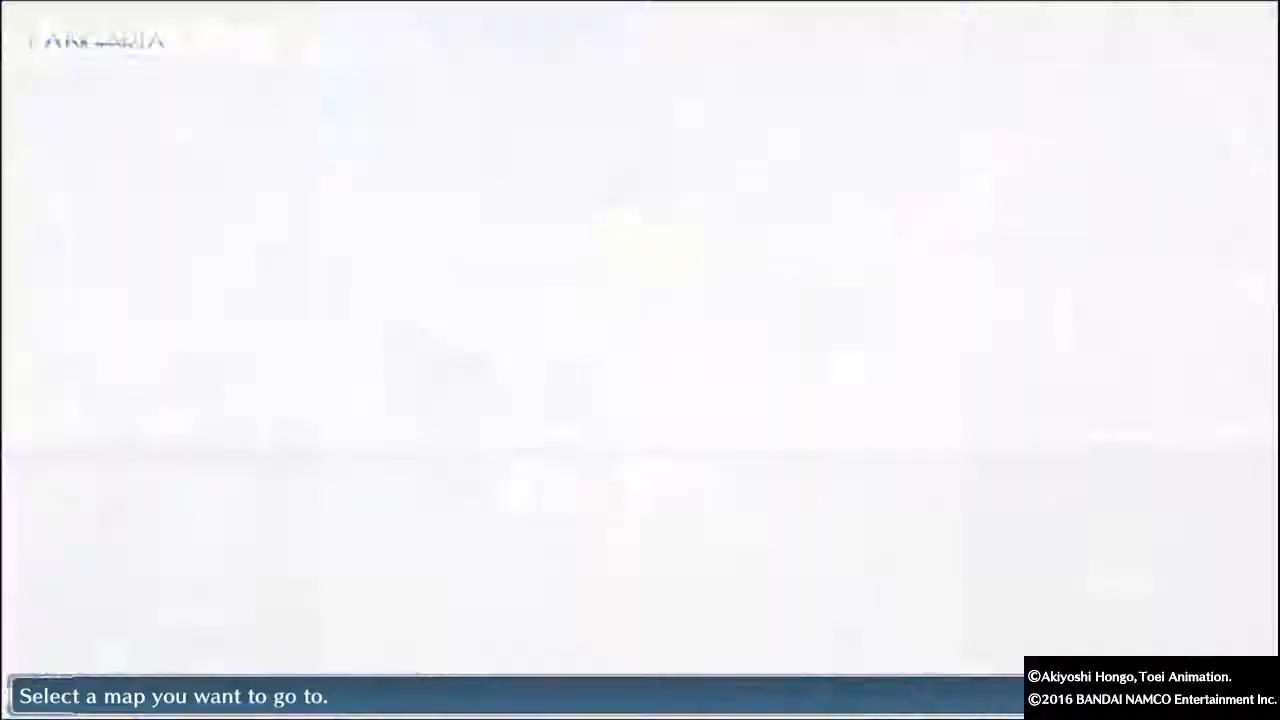 Select a map you want to go to.
©Akiyoshi Hongo, Toei Animation.
©2016 BANDAI NAMCO Entertainment Inc.